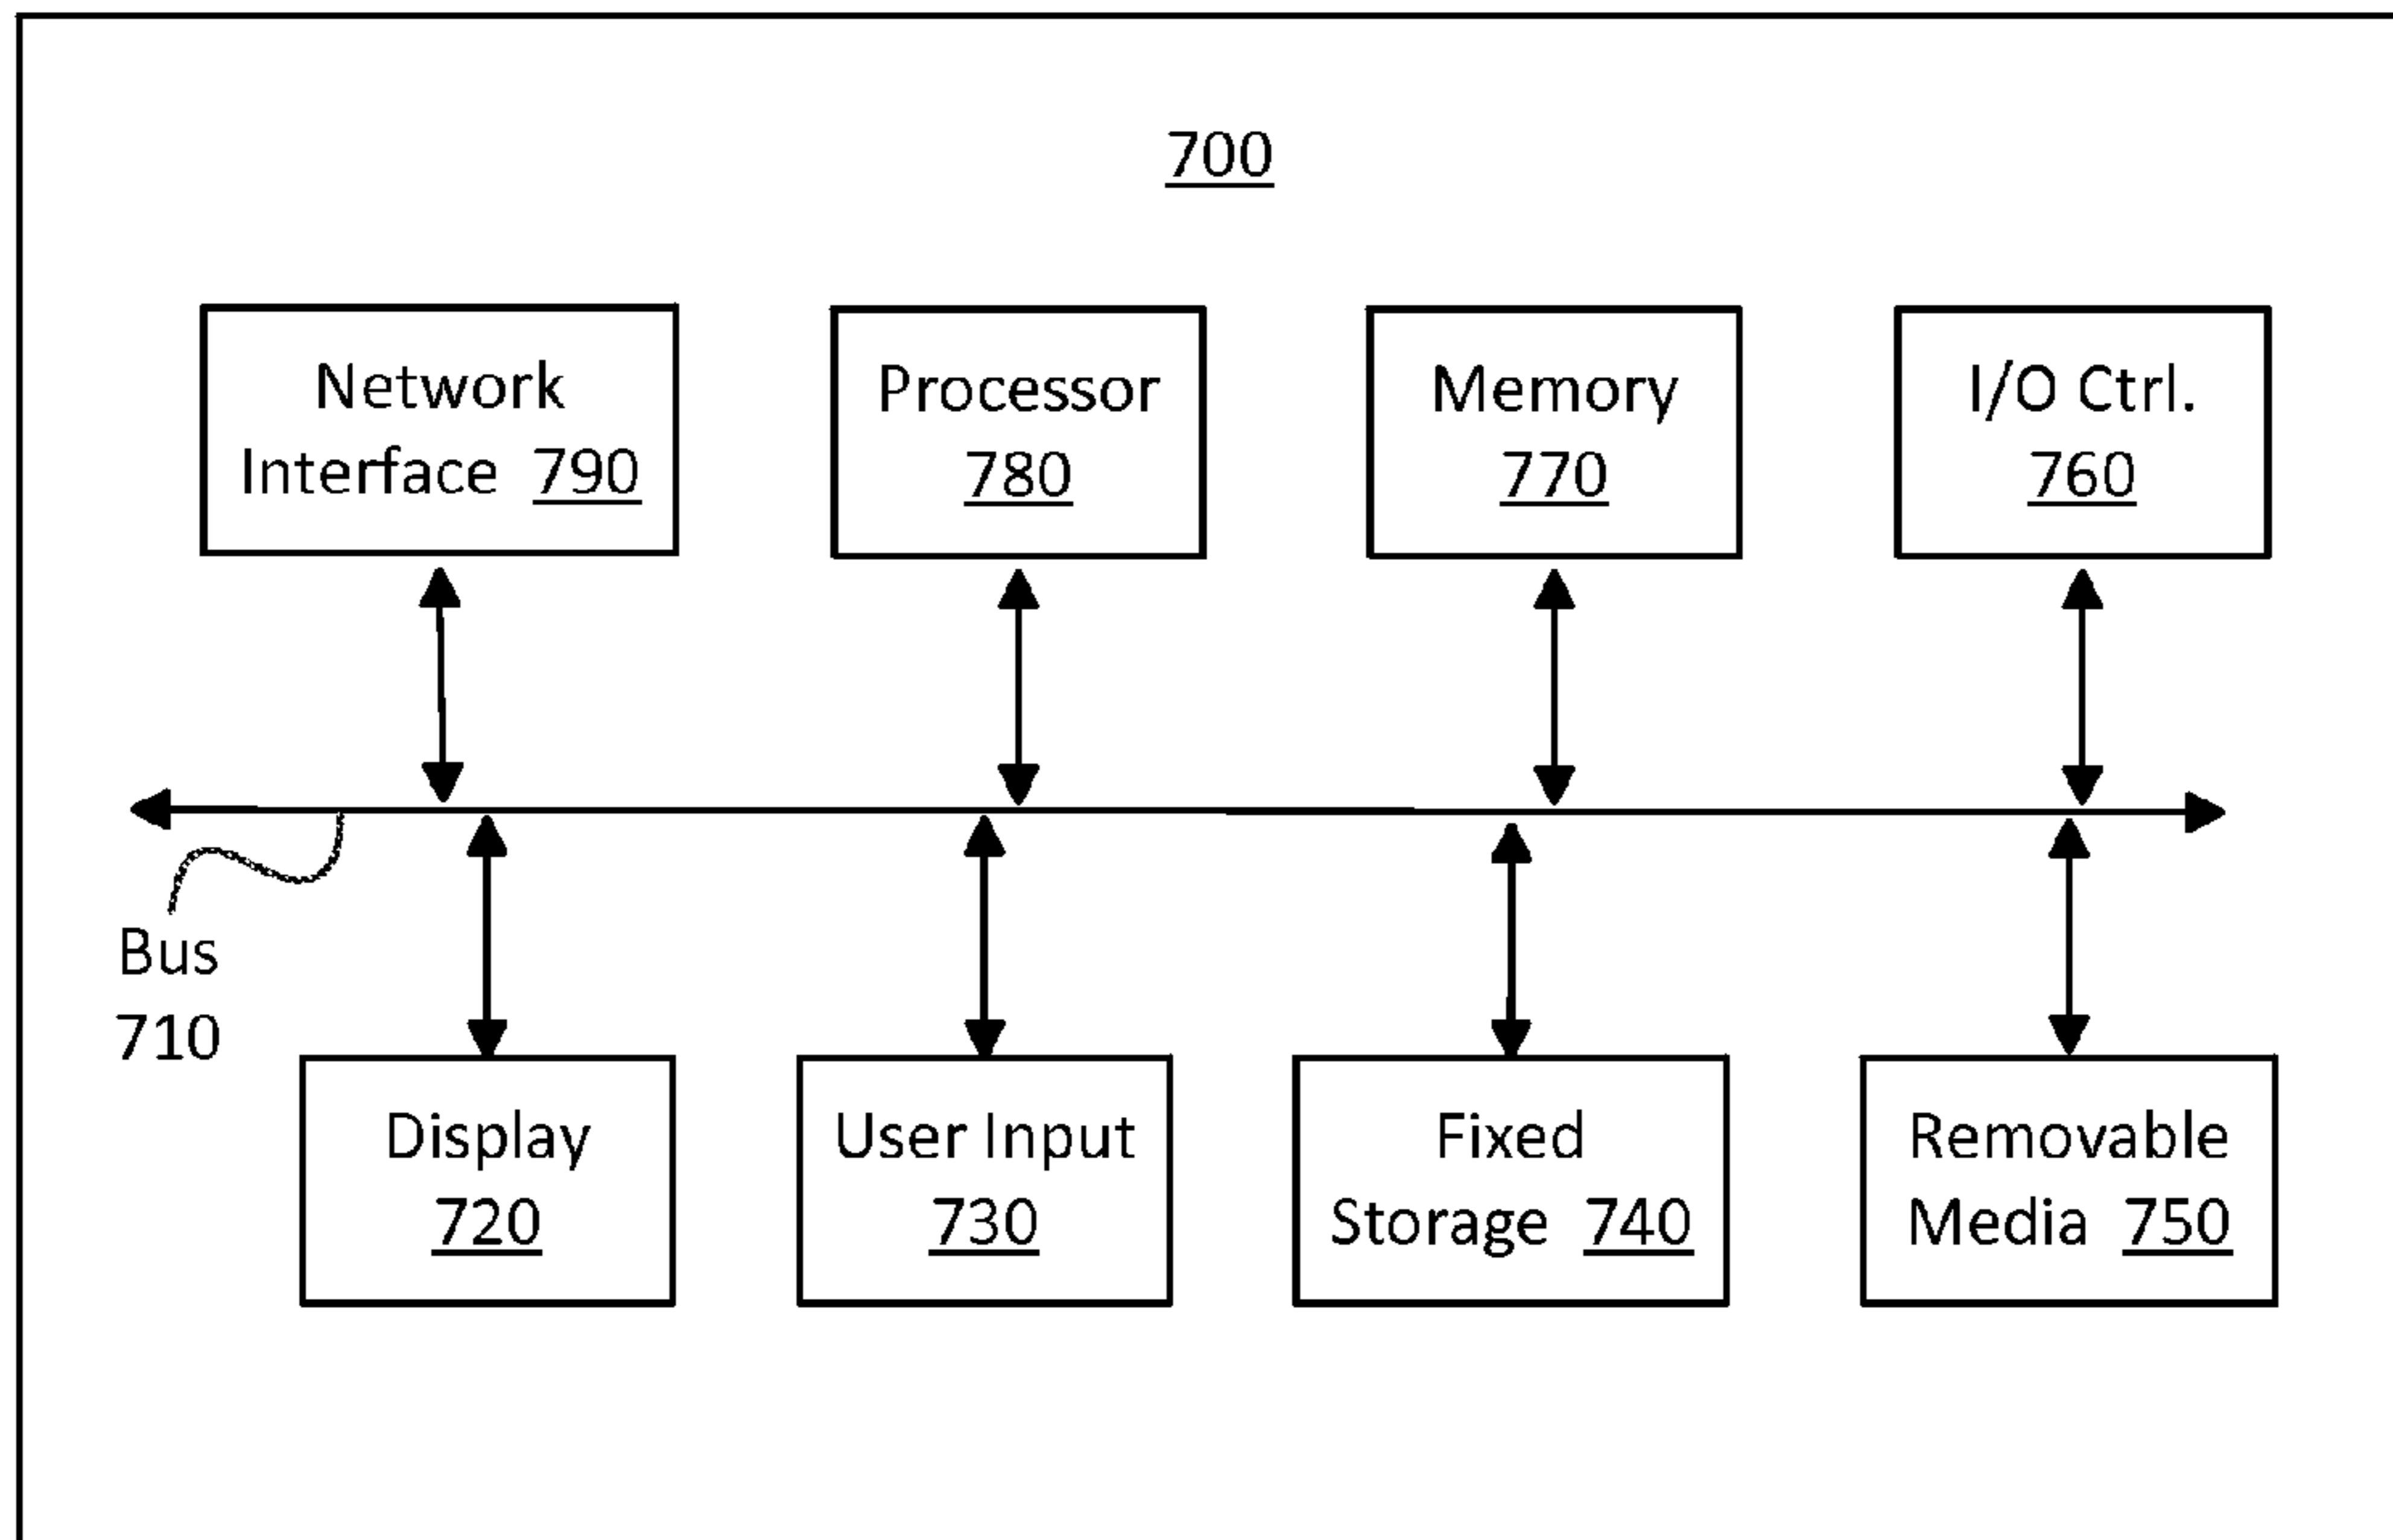 700
Network
Interface 790
Processor
780
Memory
770
I/O Ctrl.
760
Bus
710
Display
720
User Input
730
Fixed
Storage 740
Removable
Media 750